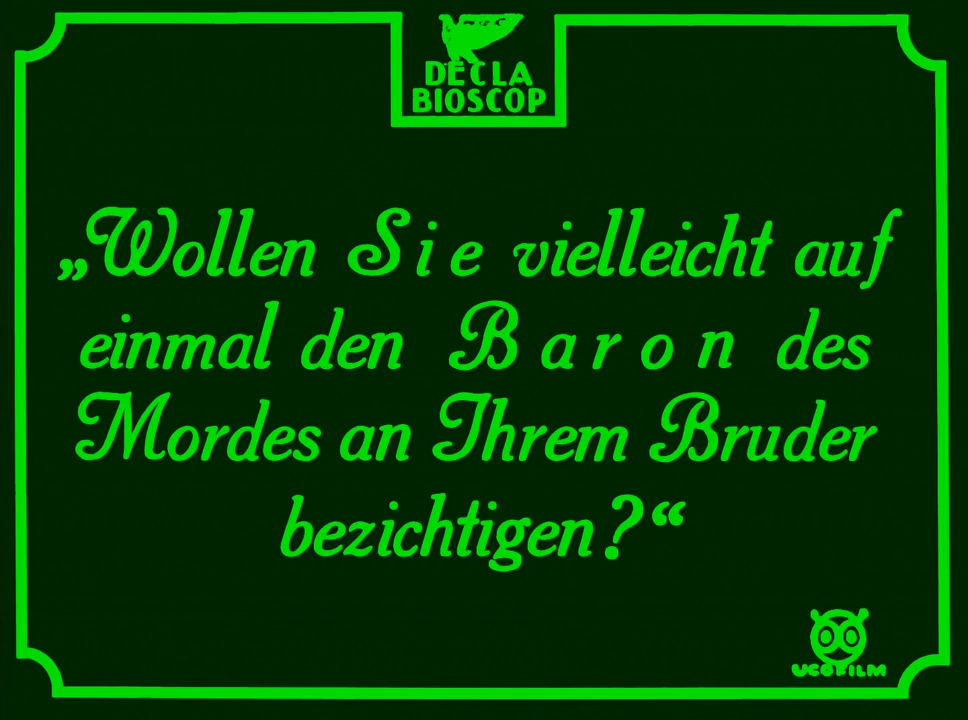 DECLA
BIOSCOP
„Wollen Sie vielleicht auf
einmal den Baron des
Mordes an Ihrem Bruder
bezichtigen?“
UCOFILM